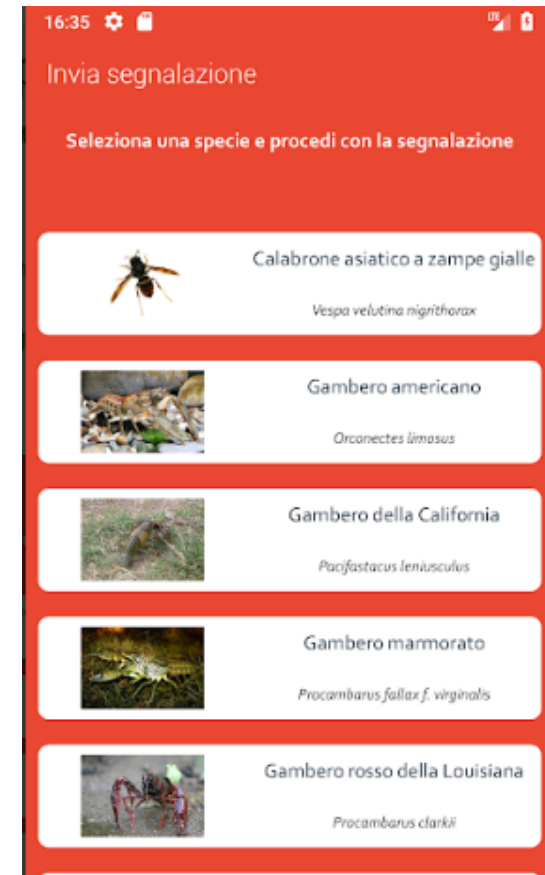 16:35
LTE
Invia segnalazione
Seleziona una specie e procedi con la segnalazione
Calabrone asiatico a zampe gialle
Vespa velutina nigrithorax
Gambero americano
Orconectes limosus
Gambero della California
Pacifastacus leniusculus
Gambero marmorato
Procambarus fallax f. virginalis
Gambero rosso della Louisiana
Procambarus clarkii